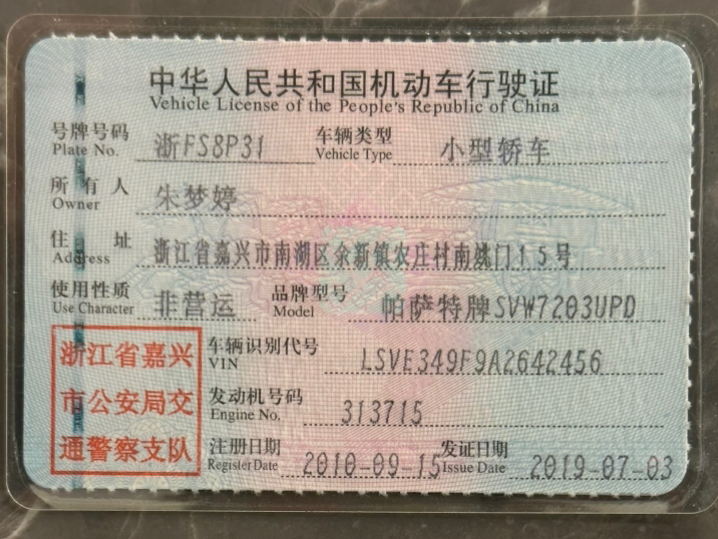 中华人民共和国机动车行驶证
Vehicle License of the People's Republic of China
号牌号码 浙FS8P31 车辆类型 小型轿车
Plate No. Vehicle Type
所有人 朱梦婷
Owner
住址 浙江省嘉兴市南湖区余新镇农庄村南姚门15号
Address
使用性质 非营运 品牌型号 帕萨特牌SVW7203UPD
Use Character Model
浙江省嘉兴 车辆识别代号 LSVE349F9A2642456
VIN
市公安局交 发动机号码 313715
Engine No.
通警察支队 注册日期 2010-09-15 发证日期 2019-07-03
Register Date Issue Date